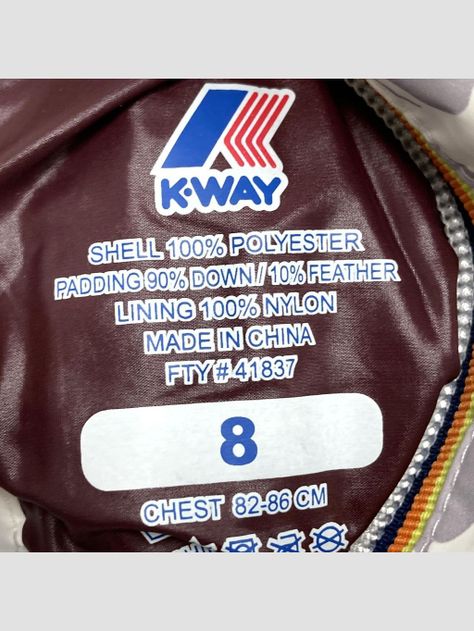 K·WAY
SHELL 100% POLYESTER
PADDING 90% DOWN / 10% FEATHER
LINING 100% NYLON
MADE IN CHINA
FTY # 41837
8
CHEST 82-86 CM